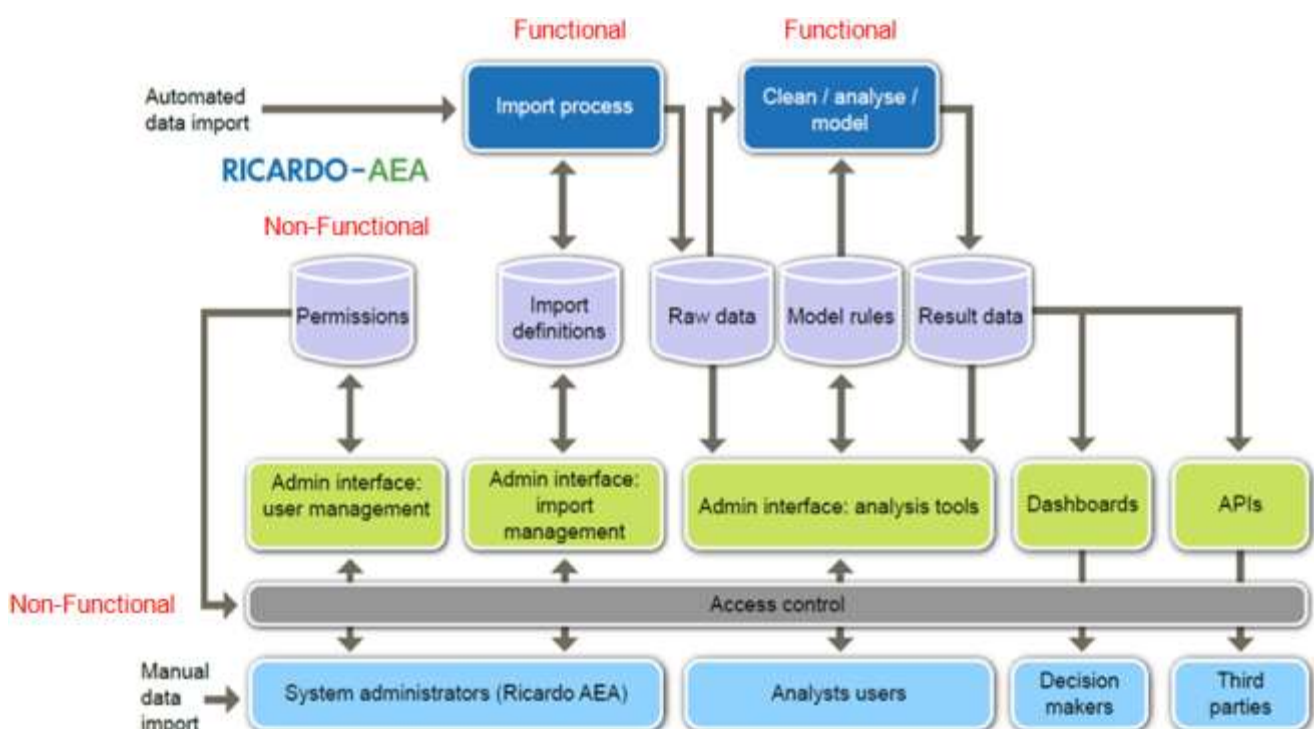 Functional
Functional
Automated
data import
Import process
Clean / analyse /
model
RICARDO-AEA
Non-Functional
Permissions
Import
definitions
Raw data
Model rules
Result data
Admin interface:
user management
Admin interface:
import
management
Admin interface: analysis tools
Dashboards
APIs
Non-Functional
Access control
Manual
data
import
System administrators (Ricardo AEA)
Analysts users
Decision
makers
Third
parties